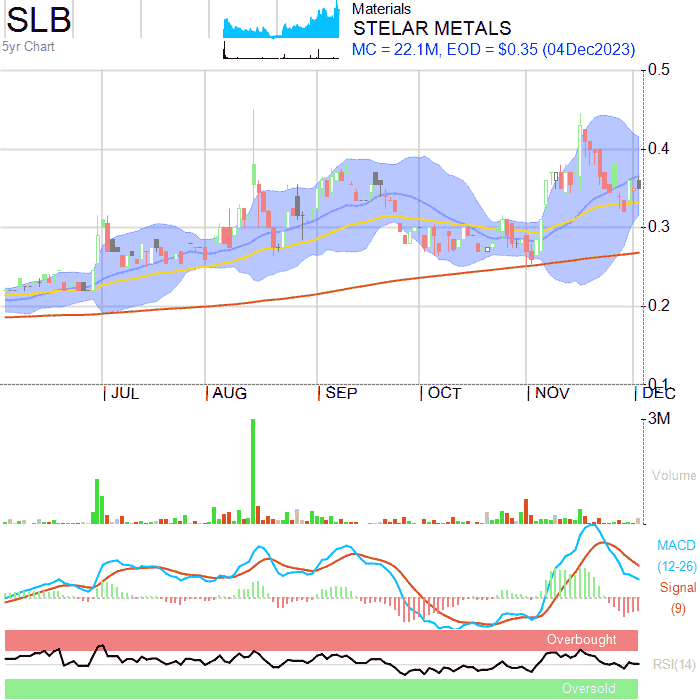 SLB
5yr Chart
Materials
STELAR METALS
MC = 22.1M, EOD = $0.35 (04Dec2023)
0.5
0.4
0.3
0.2
0.1
JUL AUG SEP OCT NOV DEC
3M
Volume
MACD
(12-26)
Signal
(9)
Overbought
RSI(14)
Oversold